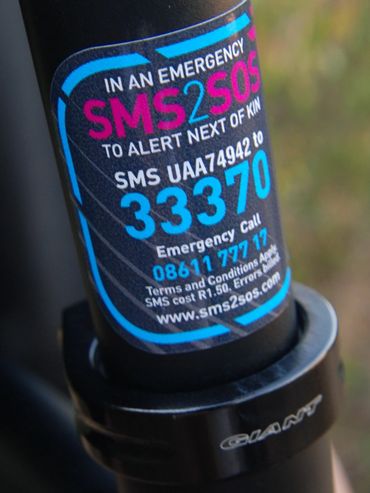 IN AN EMERGENCY
SMS2SOS
TO ALERT NEXT OF KIN
SMS UAA74942 to
33370
Emergency Call
08611 777 17
Terms and Conditions Apply
SMS cost R1.50. Errors billed
www.sms2sos.com
GIANT